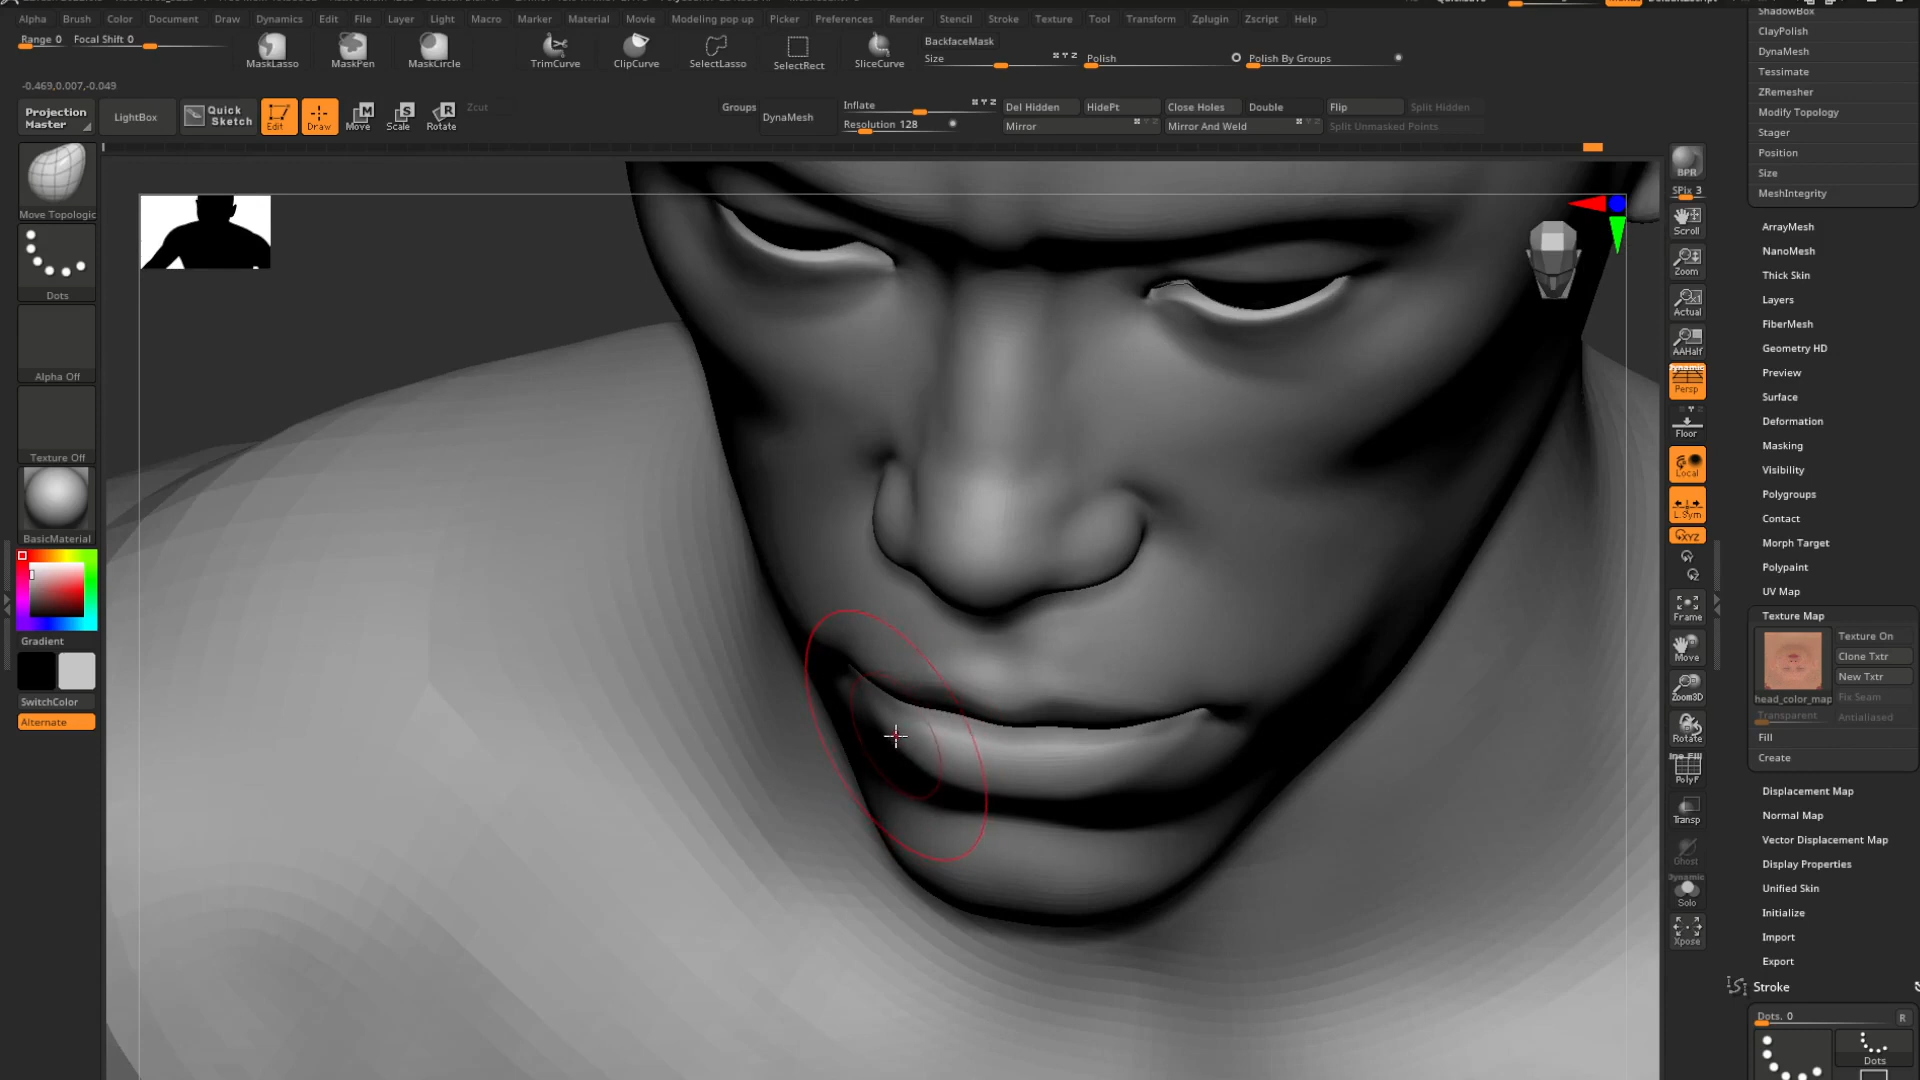 Alpha Brush Color Document Draw Dynamics Edit File Layer Light Macro Marker Material Movie Modeling pop up Picker Preferences Render Stencil Stroke Texture Tool Transform Zplugin Zscript Help
Range 0 Focal Shift 0
MaskLasso MaskPen MaskCircle TrimCurve ClipCurve SelectLasso SelectRect SliceCurve
BackfaceMask
Size Polish Polish By Groups
-0.469,0.007,-0.049
Projection Master
LightBox
Quick Sketch
Edit Draw Move Scale Rotate
Zcut
Groups DynaMesh
Inflate
Resolution 128
Del Hidden HidePt Close Holes Double Flip Split Hidden
Mirror Mirror And Weld Split Unmasked Points
Move Topologic
Dots
Alpha Off
Texture Off
BasicMaterial
Gradient
SwitchColor
Alternate
BPR
SPix 3
Scroll
Zoom
Actual
AAHalf
Dynamic
Persp
Floor
Local
L.Sym
XYZ
Frame
Move
Zoom3D
Rotate
PolyF
Transp
Ghost
Dynamic
Solo
Xpose
ShadowBox
ClayPolish
DynaMesh
Tessimate
ZRemesher
Modify Topology
Stager
Position
Size
MeshIntegrity
ArrayMesh
NanoMesh
Thick Skin
Layers
FiberMesh
Geometry HD
Preview
Surface
Deformation
Masking
Visibility
Polygroups
Contact
Morph Target
Polypaint
UV Map
Texture Map
Texture On
Clone Txtr
New Txtr
head_color_map Fix Seam
Transparent Antialiased
Fill
Create
Displacement Map
Normal Map
Vector Displacement Map
Display Properties
Unified Skin
Initialize
Import
Export
Stroke
Dots. 0 R
Dots